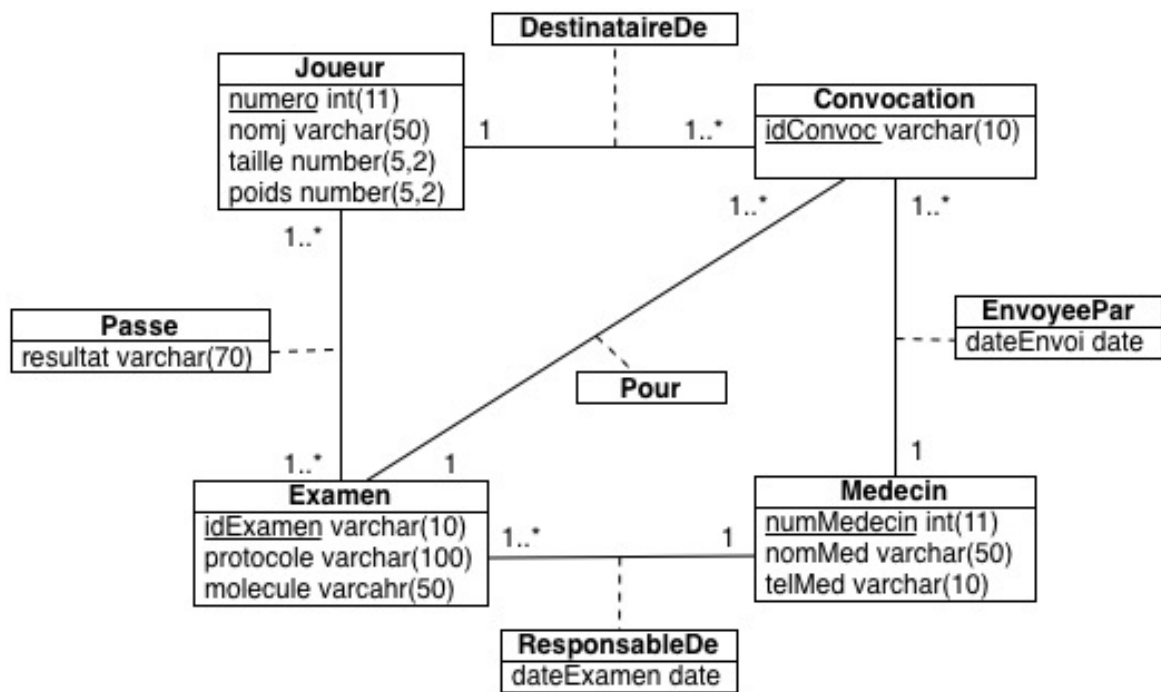 DestinataireDe
Joueur
numero int(11)
nomj varchar(50)
taille number(5,2)
poids number(5,2)
1
1..*
Convocation
idConvoc varchar(10)
1..*
1..*
1..*
Passe
resultat varchar(70)
EnvoyeePar
dateEnvoi date
Pour
1..*
1
1
Examen
idExamen varchar(10)
protocole varchar(100)
molecule varcahr(50)
1..*
1
Medecin
numMedecin int(11)
nomMed varchar(50)
telMed varchar(10)
ResponsableDe
dateExamen date